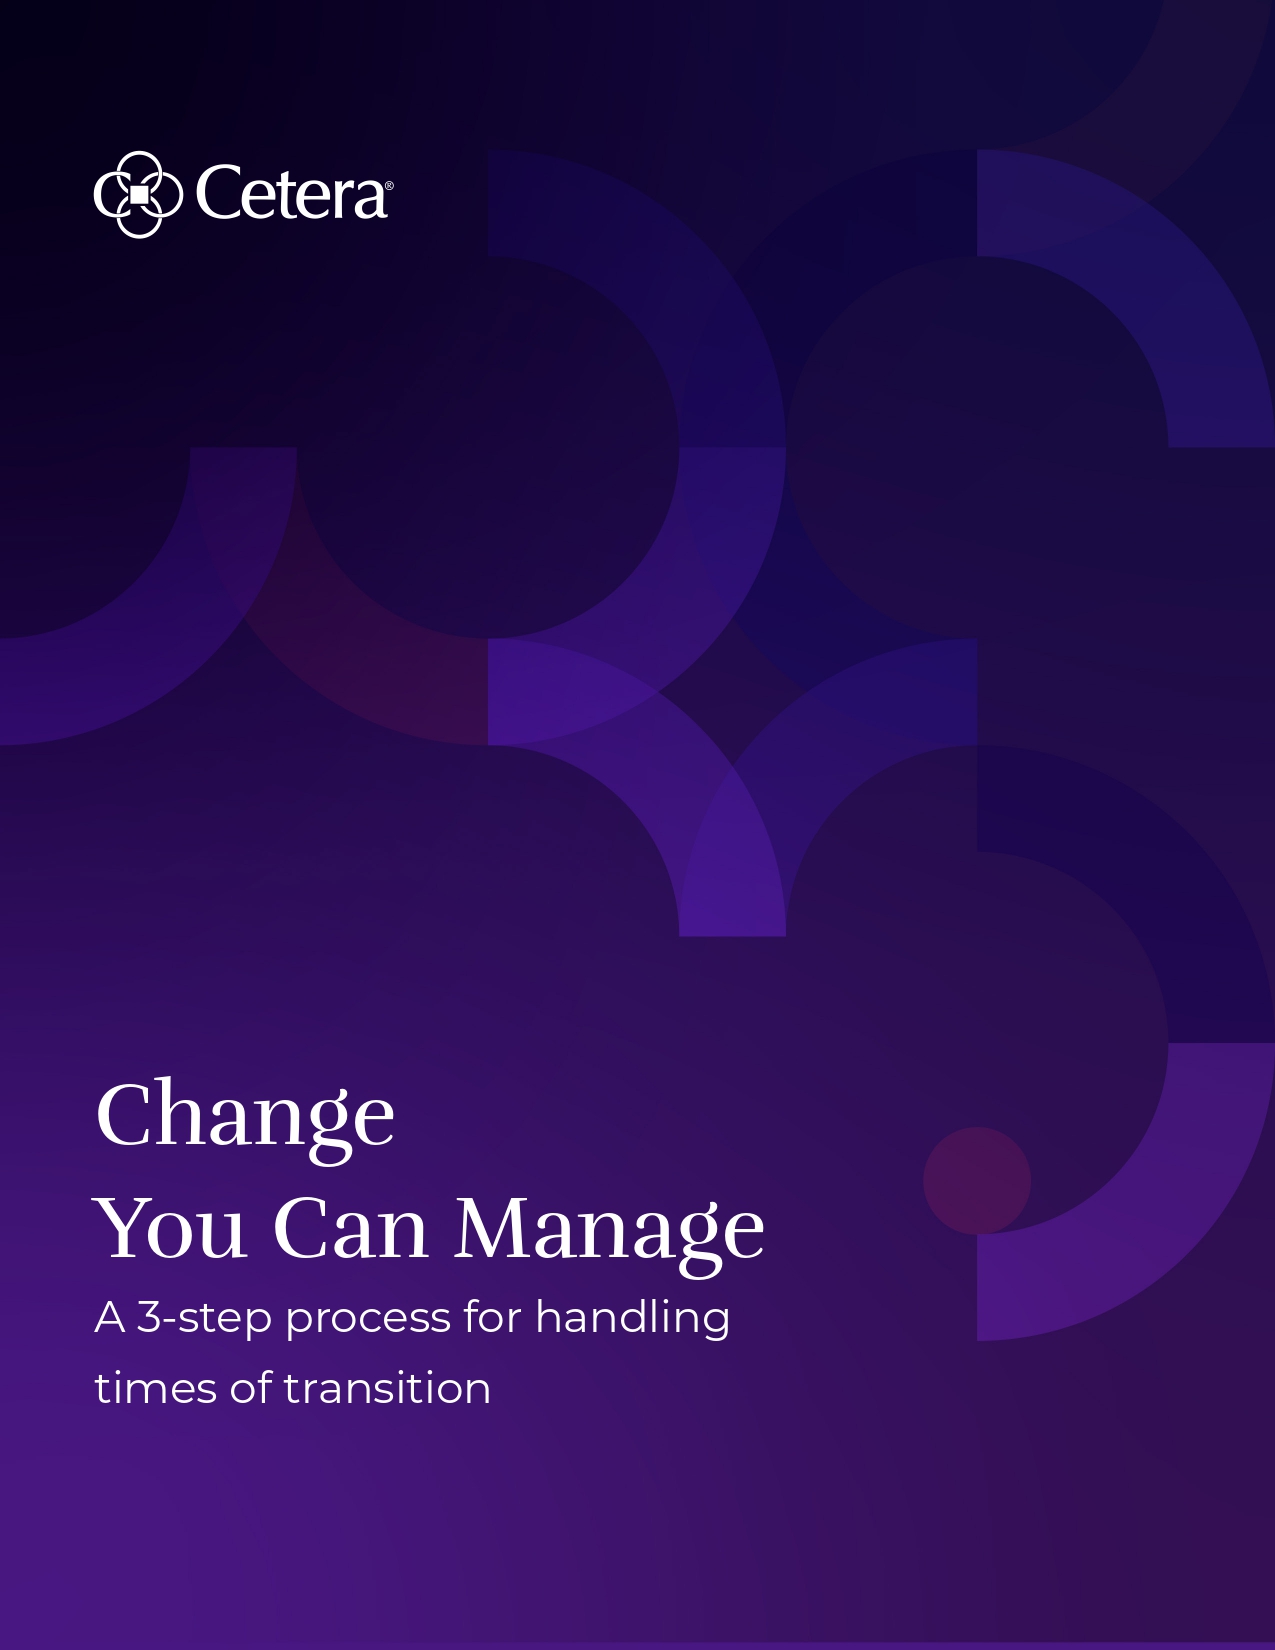 Cetera®
Change
You Can Manage
A 3-step process for handling
times of transition